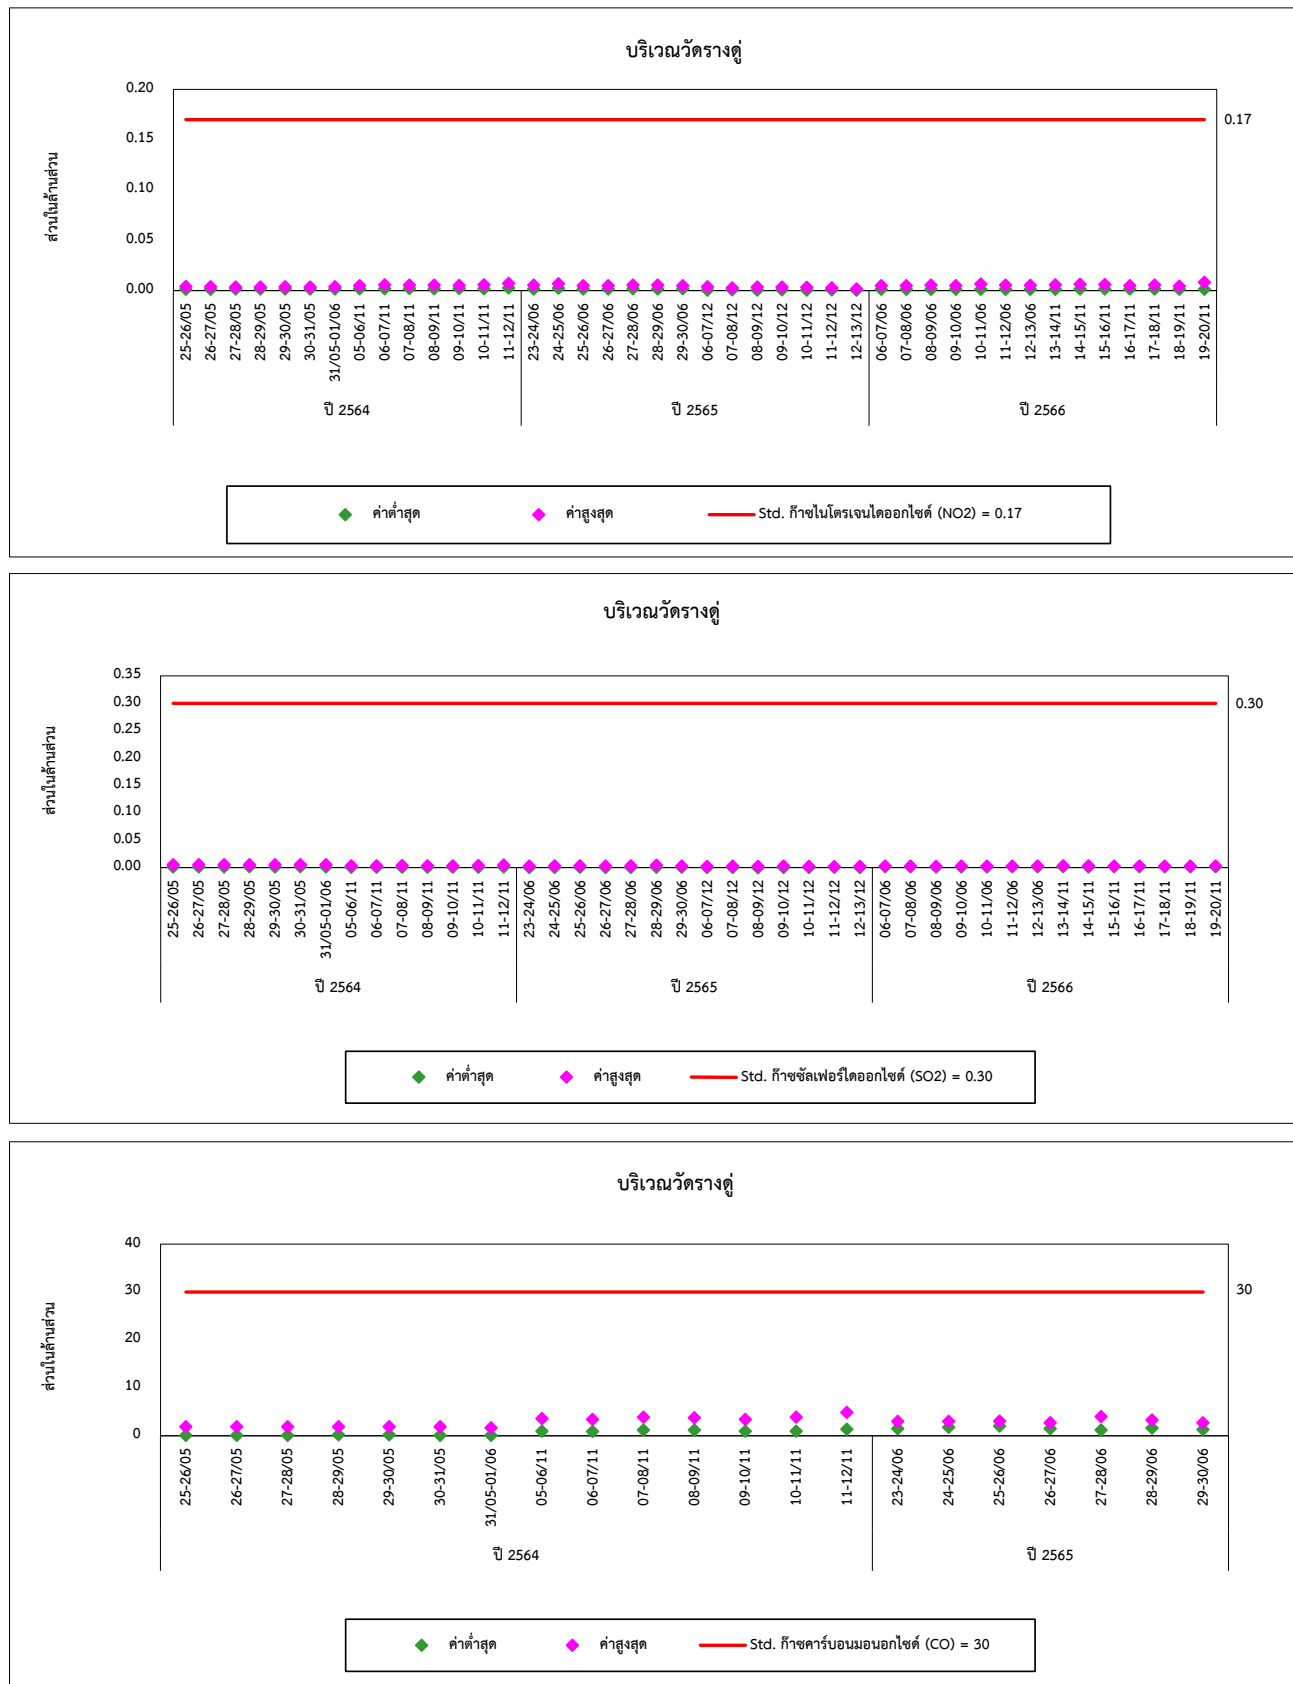 บริเวณวัดรางดู่
0.20
0.15
0.10
0.05
0.00
ส่วนในล้านส่วน
0.17
25-26/05 26-27/05 27-28/05 28-29/05 29-30/05 30-31/05 31/05-01/06 05-06/11 06-07/11 07-08/11 08-09/11 09-10/11 10-11/11 11-12/11 23-24/06 24-25/06 25-26/06 26-27/06 27-28/06 28-29/06 29-30/06 06-07/12 07-08/12 08-09/12 09-10/12 10-11/12 11-12/12 12-13/12 06-07/06 07-08/06 08-09/06 09-10/06 10-11/06 11-12/06 12-13/06 13-14/11 14-15/11 15-16/11 16-17/11 17-18/11 18-19/11 19-20/11
ปี 2564 ปี 2565 ปี 2566
ค่าต่ำสุด ค่าสูงสุด Std. ก๊าซไนโตรเจนไดออกไซด์ (NO2) = 0.17
บริเวณวัดรางดู่
0.35
0.30
0.25
0.20
0.15
0.10
0.05
0.00
ส่วนในล้านส่วน
0.30
25-26/05 26-27/05 27-28/05 28-29/05 29-30/05 30-31/05 31/05-01/06 05-06/11 06-07/11 07-08/11 08-09/11 09-10/11 10-11/11 11-12/11 23-24/06 24-25/06 25-26/06 26-27/06 27-28/06 28-29/06 29-30/06 06-07/12 07-08/12 08-09/12 09-10/12 10-11/12 11-12/12 12-13/12 06-07/06 07-08/06 08-09/06 09-10/06 10-11/06 11-12/06 12-13/06 13-14/11 14-15/11 15-16/11 16-17/11 17-18/11 18-19/11 19-20/11
ปี 2564 ปี 2565 ปี 2566
ค่าต่ำสุด ค่าสูงสุด Std. ก๊าซซัลเฟอร์ไดออกไซด์ (SO2) = 0.30
บริเวณวัดรางดู่
40
30
20
10
0
ส่วนในล้านส่วน
30
25-26/05 26-27/05 27-28/05 28-29/05 29-30/05 30-31/05 31/05-01/06 05-06/11 06-07/11 07-08/11 08-09/11 09-10/11 10-11/11 11-12/11 23-24/06 24-25/06 25-26/06 26-27/06 27-28/06 28-29/06 29-30/06
ปี 2564 ปี 2565
ค่าต่ำสุด ค่าสูงสุด Std. ก๊าซคาร์บอนมอนอกไซด์ (CO) = 30